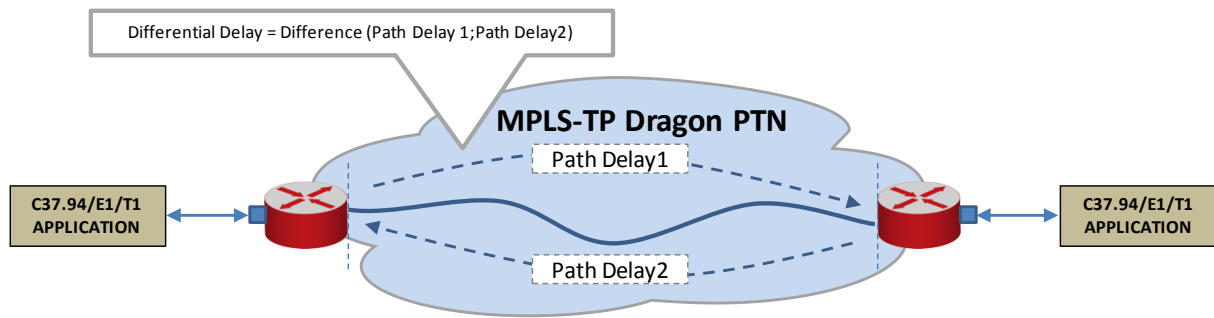 Differential Delay = Difference (Path Delay 1;Path Delay2)
MPLS-TP Dragon PTN
Path Delay1
C37.94/E1/T1
APPLICATION
C37.94/E1/T1
APPLICATION
Path Delay2